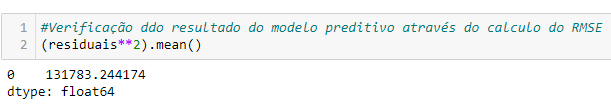 1 #Verificação ddo resultado do modelo preditivo através do calculo do RMSE
2 (residuais**2).mean()
0 131783.244174
dtype: float64